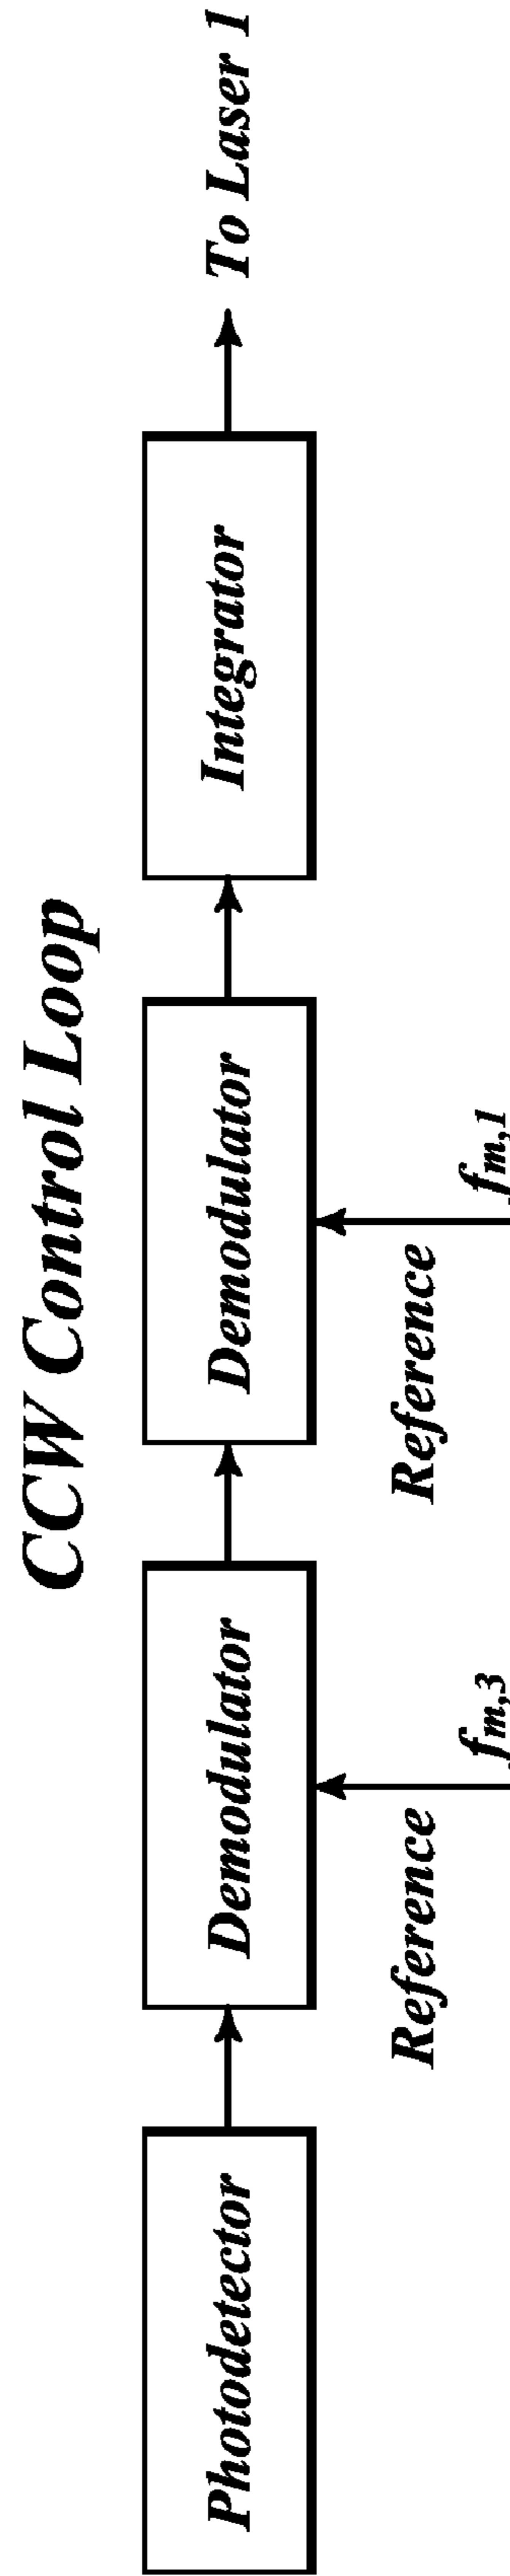 CCW Control Loop
Photodetector
Demodulator
Demodulator
Integrator
To Laser 1
Reference
fm,3
Reference
fm,1